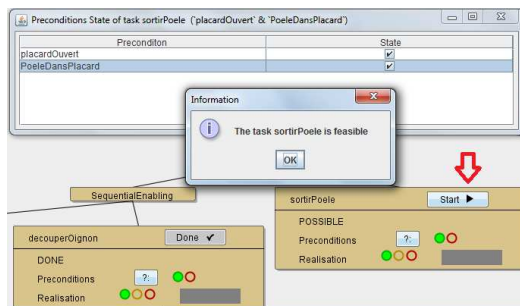 Preconditions State of task sortirPoele (`placardOuvert` & `PoeleDansPlacard`)
Preconditon State
placardOuvert
PoeleDansPlacard
Information
The task sortirPoele is feasible
OK
SequentialEnabling
sortirPoele Start
POSSIBLE
Preconditions ?:
Realisation
decouperOignon Done
DONE
Preconditions ?:
Realisation